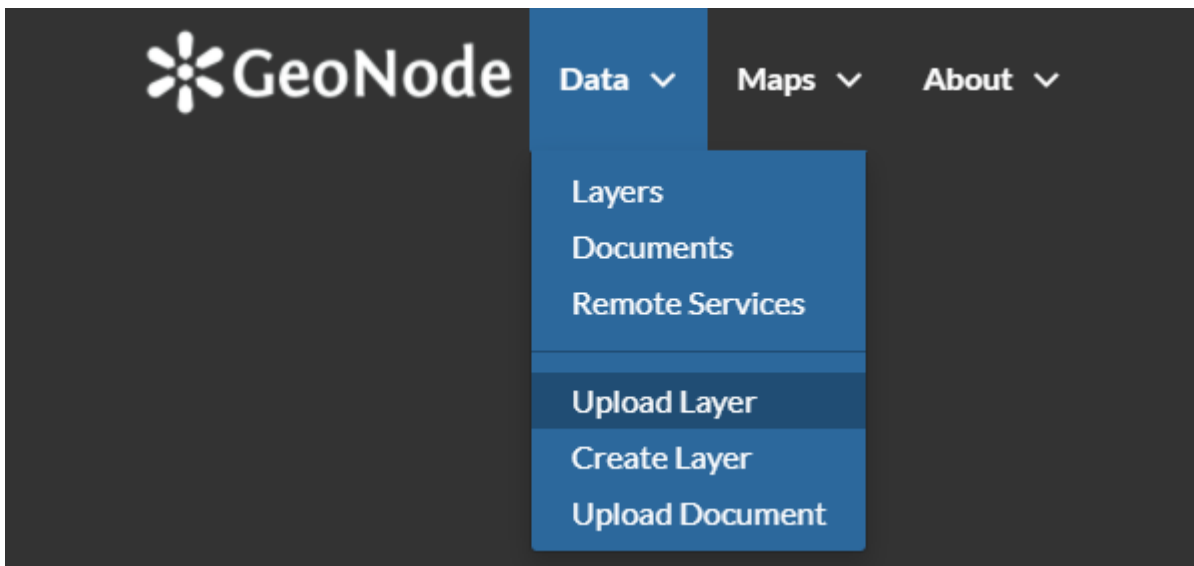 GeoNode Data Maps About
Layers
Documents
Remote Services
Upload Layer
Create Layer
Upload Document